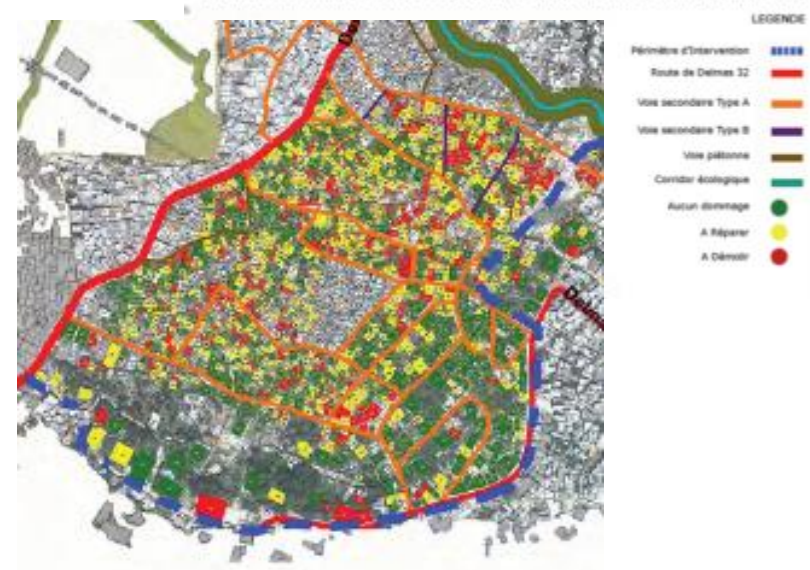 LEGENDE
Périmètre d'Intervention
Route de Delmas 32
Voie secondaire Type A
Voie secondaire Type B
Voie piétonne
Corridor écologique
Aucun dommage
A Réparer
A Démolir